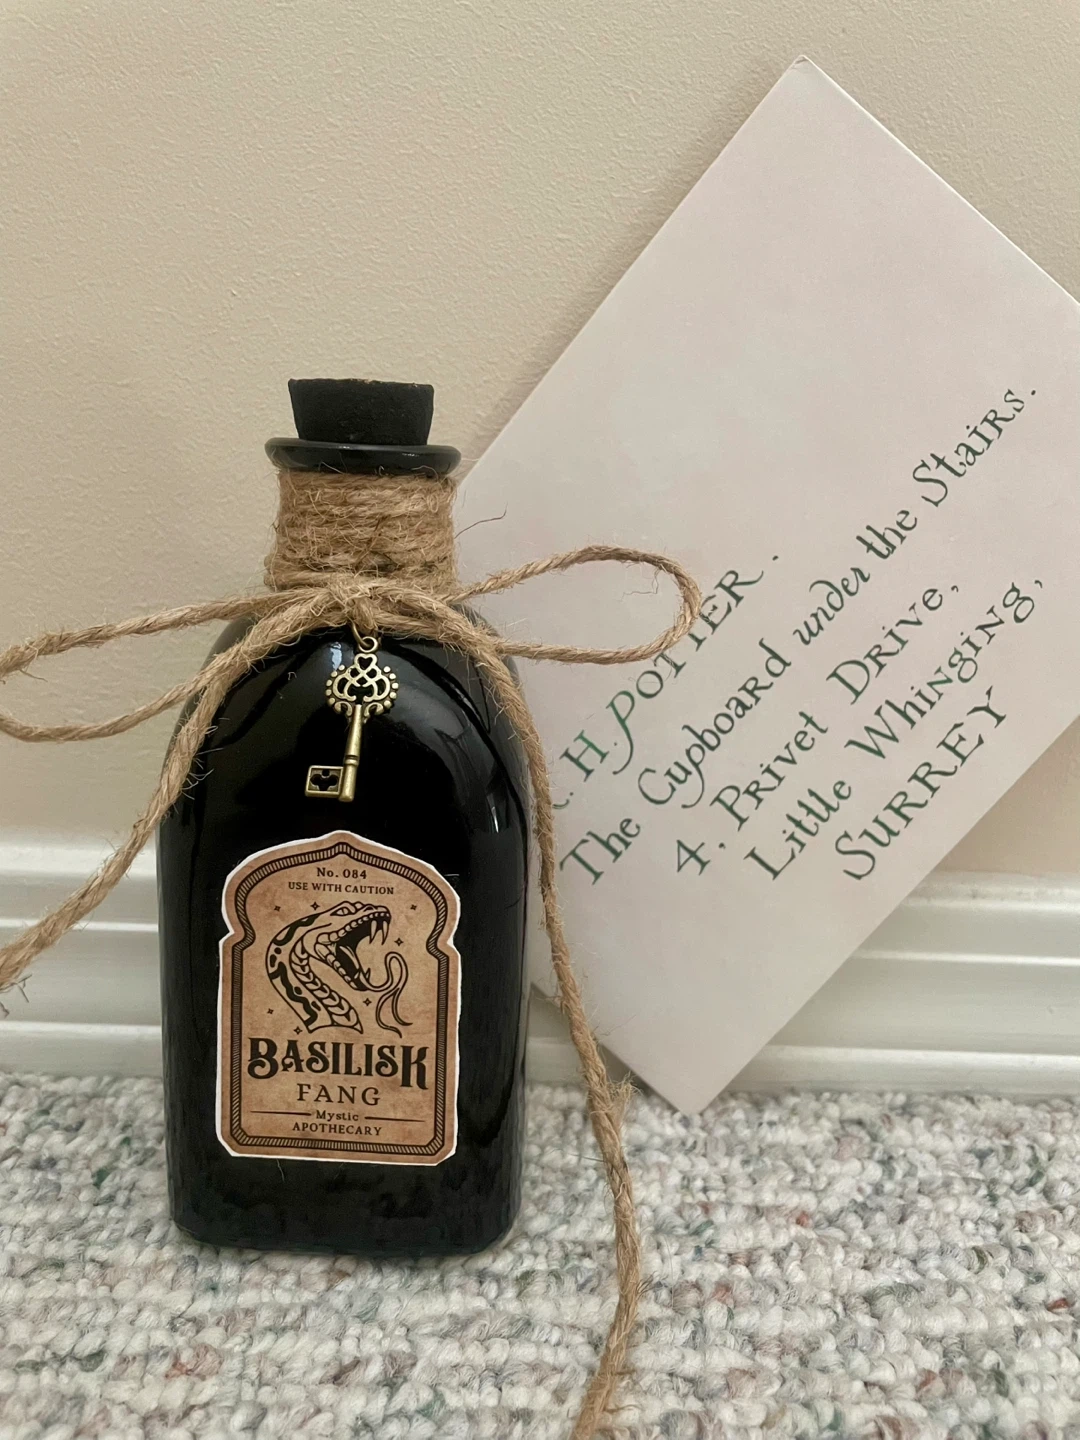 No. 084
USE WITH CAUTION
BASILISK
FANG
Mystic
APOTHECARY
H. POTTER.
The Cupboard under the Stairs.
4, Privet Drive,
Little Whinging,
SURREY